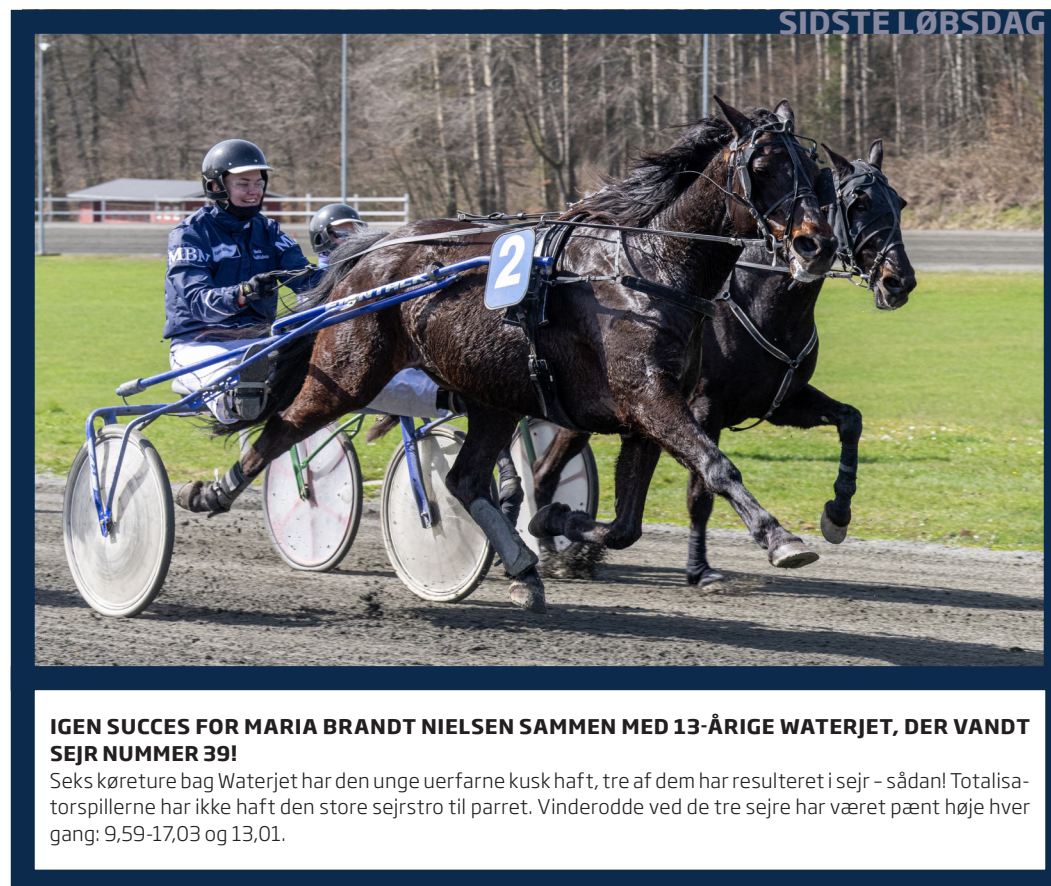 SIDSTE LØBSDAG
MBN
2
IGEN SUCCES FOR MARIA BRANDT NIELSEN SAMMEN MED 13-ÅRIGE WATERJET, DER VANDT
SEJR NUMMER 39!
Seks køreture bag Waterjet har den unge uerfarne kusk haft, tre af dem har resulteret i sejr – sådan! Totalisa-
torspillerne har ikke haft den store sejrstro til parret. Vinderodde ved de tre sejre har været pænt høje hver
gang: 9,59-17,03 og 13,01.